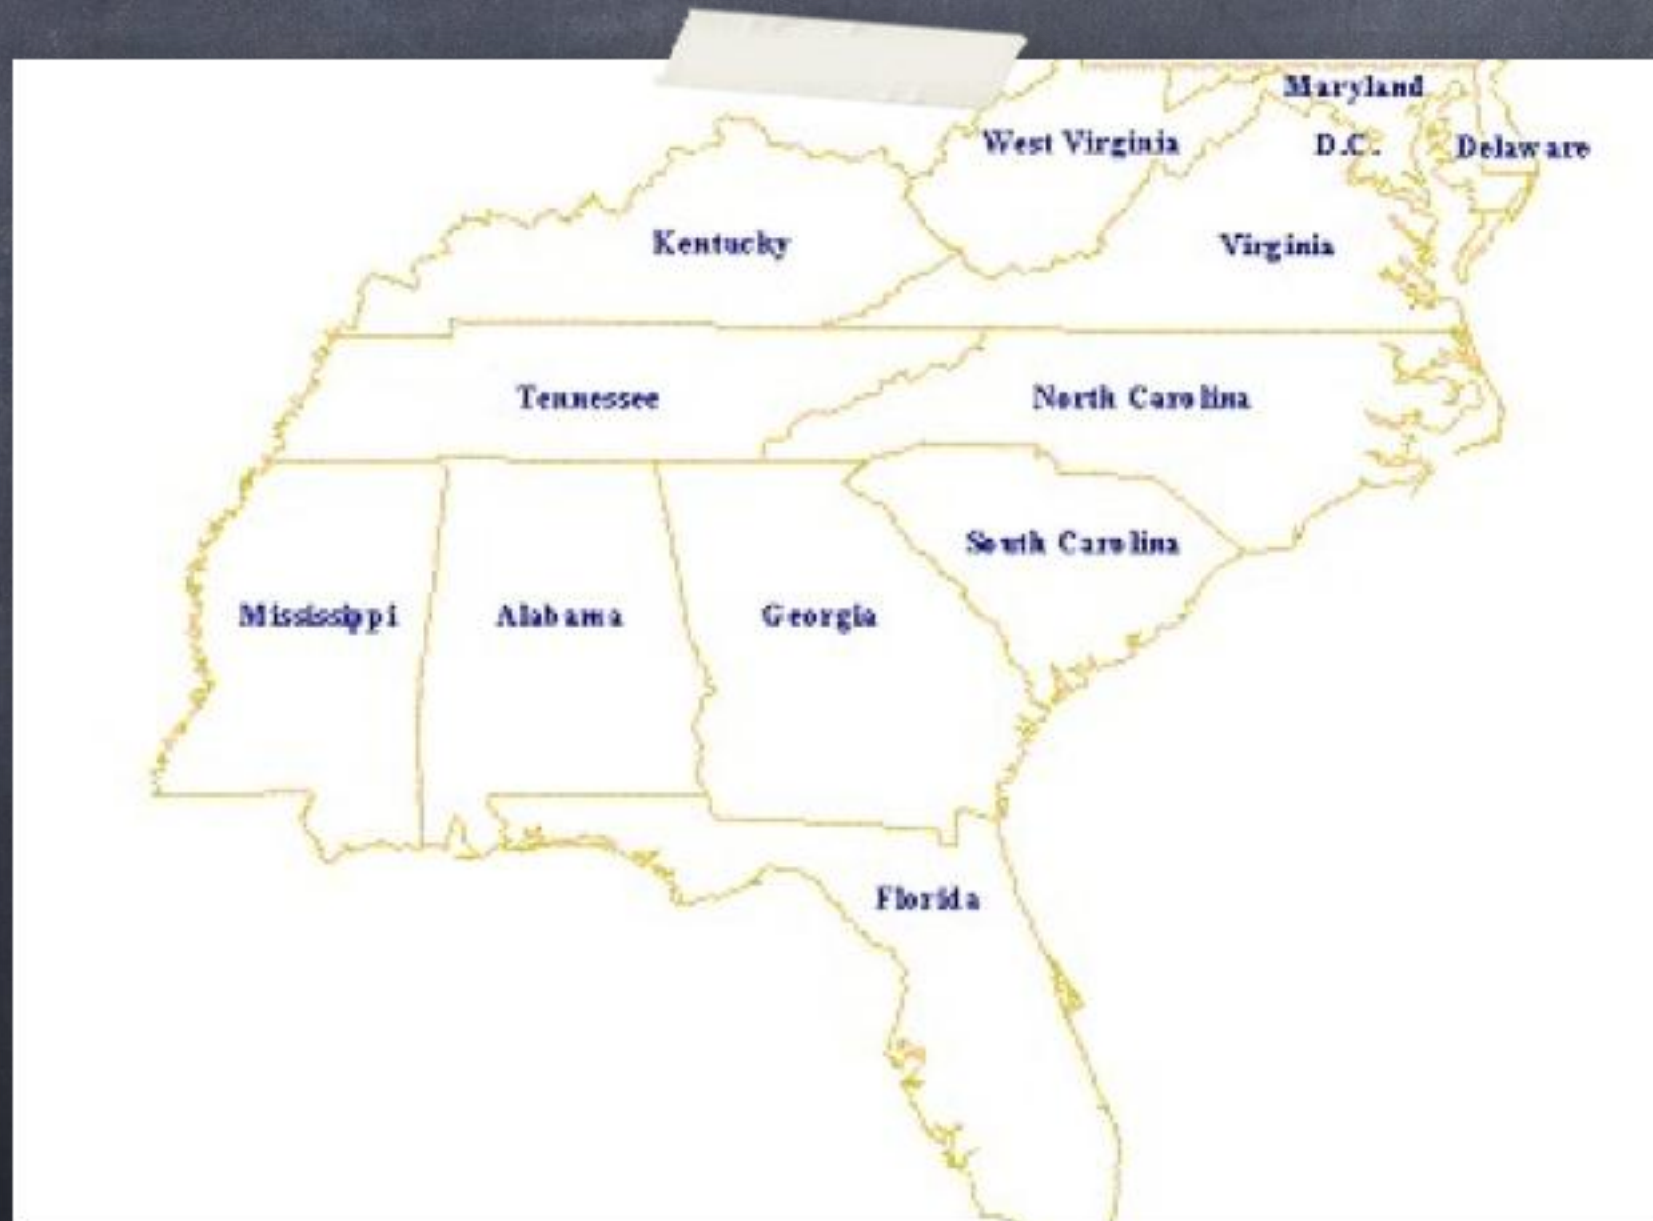 Maryland
West Virginia
D.C.
Delaware
Kentucky
Virginia
Tennessee
North Carolina
South Carolina
Mississippi
Alabama
Georgia
Florida